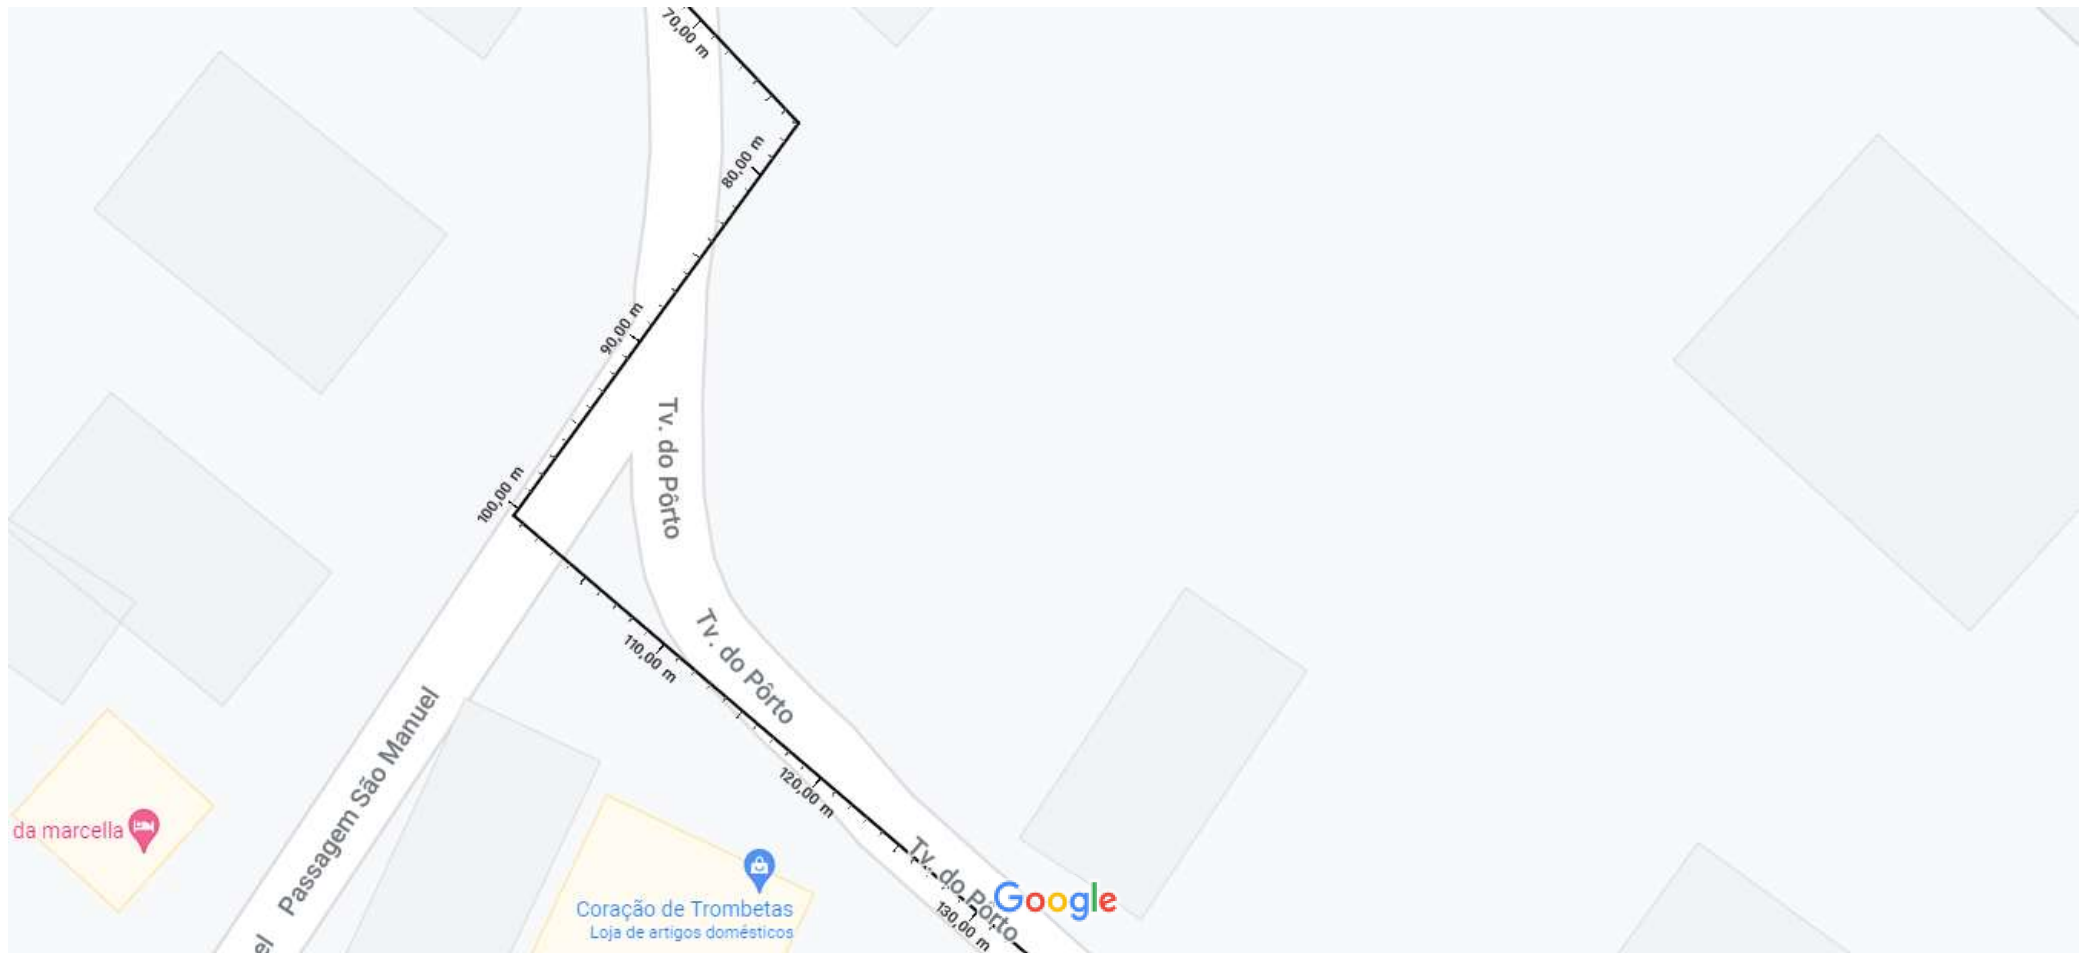 70,00 m
80,00 m
90,00 m
Tv. do Pôrto
100,00 m
Tv. do Pôrto
110,00 m
Passagem São Manuel
120,00 m
da marcella
Tv. do Pôrto
Google
130,00 m
Coração de Trombetas
Loja de artigos domésticos
el